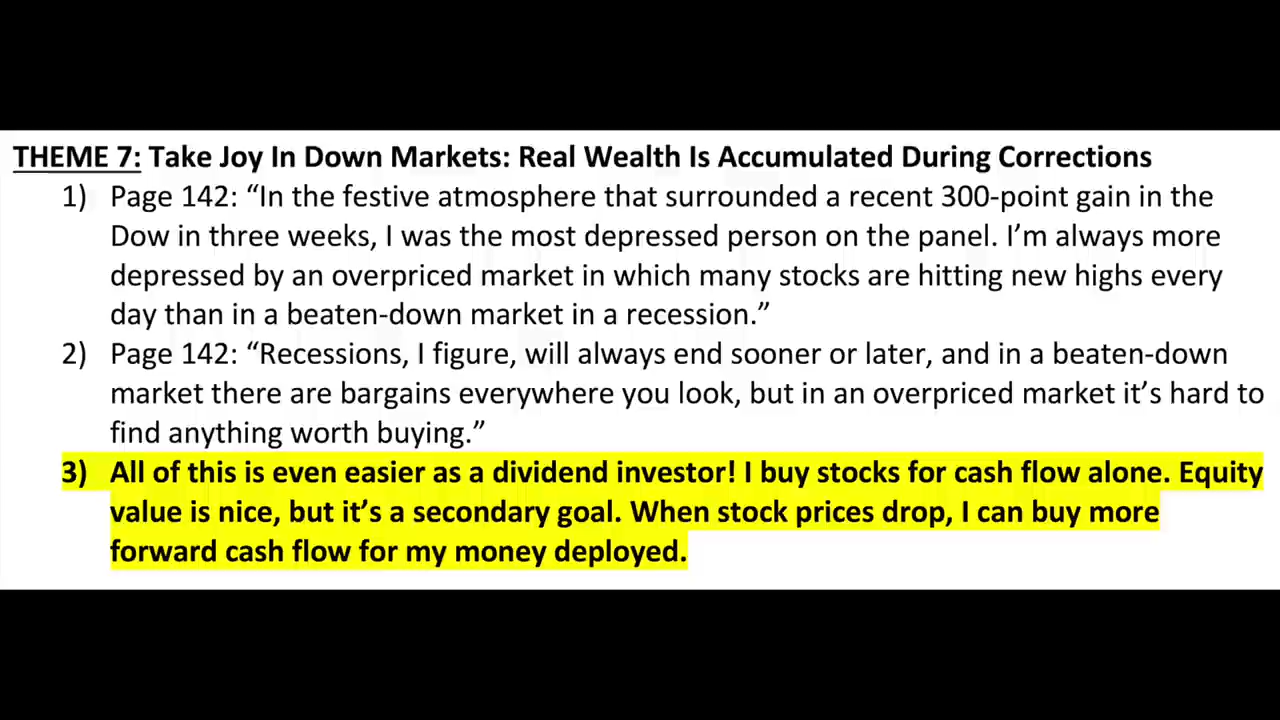 THEME 7: Take Joy In Down Markets: Real Wealth Is Accumulated During Corrections
1) Page 142: “In the festive atmosphere that surrounded a recent 300-point gain in the
Dow in three weeks, I was the most depressed person on the panel. I’m always more
depressed by an overpriced market in which many stocks are hitting new highs every
day than in a beaten-down market in a recession.”
2) Page 142: “Recessions, I figure, will always end sooner or later, and in a beaten-down
market there are bargains everywhere you look, but in an overpriced market it’s hard to
find anything worth buying.”
3) All of this is even easier as a dividend investor! I buy stocks for cash flow alone. Equity
value is nice, but it’s a secondary goal. When stock prices drop, I can buy more
forward cash flow for my money deployed.